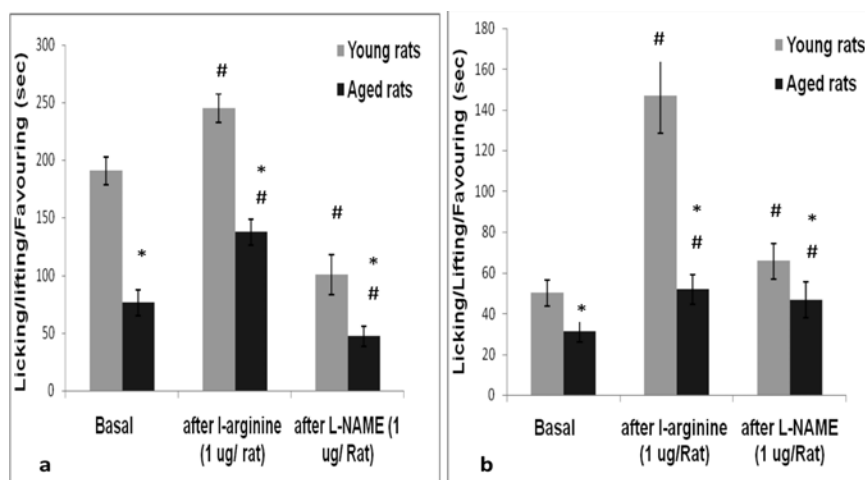 Licking/lifting/Favouring (sec)
300
250
200
150
100
50
0
Young rats
Aged rats
*
#
*
#
#
*
#
Basal
after l-arginine
(1 ug/ rat)
after L-NAME (1
ug/ Rat)
a
Licking/Lifting/Favouring (sec)
180
160
140
120
100
80
60
40
20
0
Young rats
Aged rats
*
#
*
#
#
*
#
Basal
after l-arginine
(1 ug/Rat)
after L-NAME
(1 ug/Rat)
b